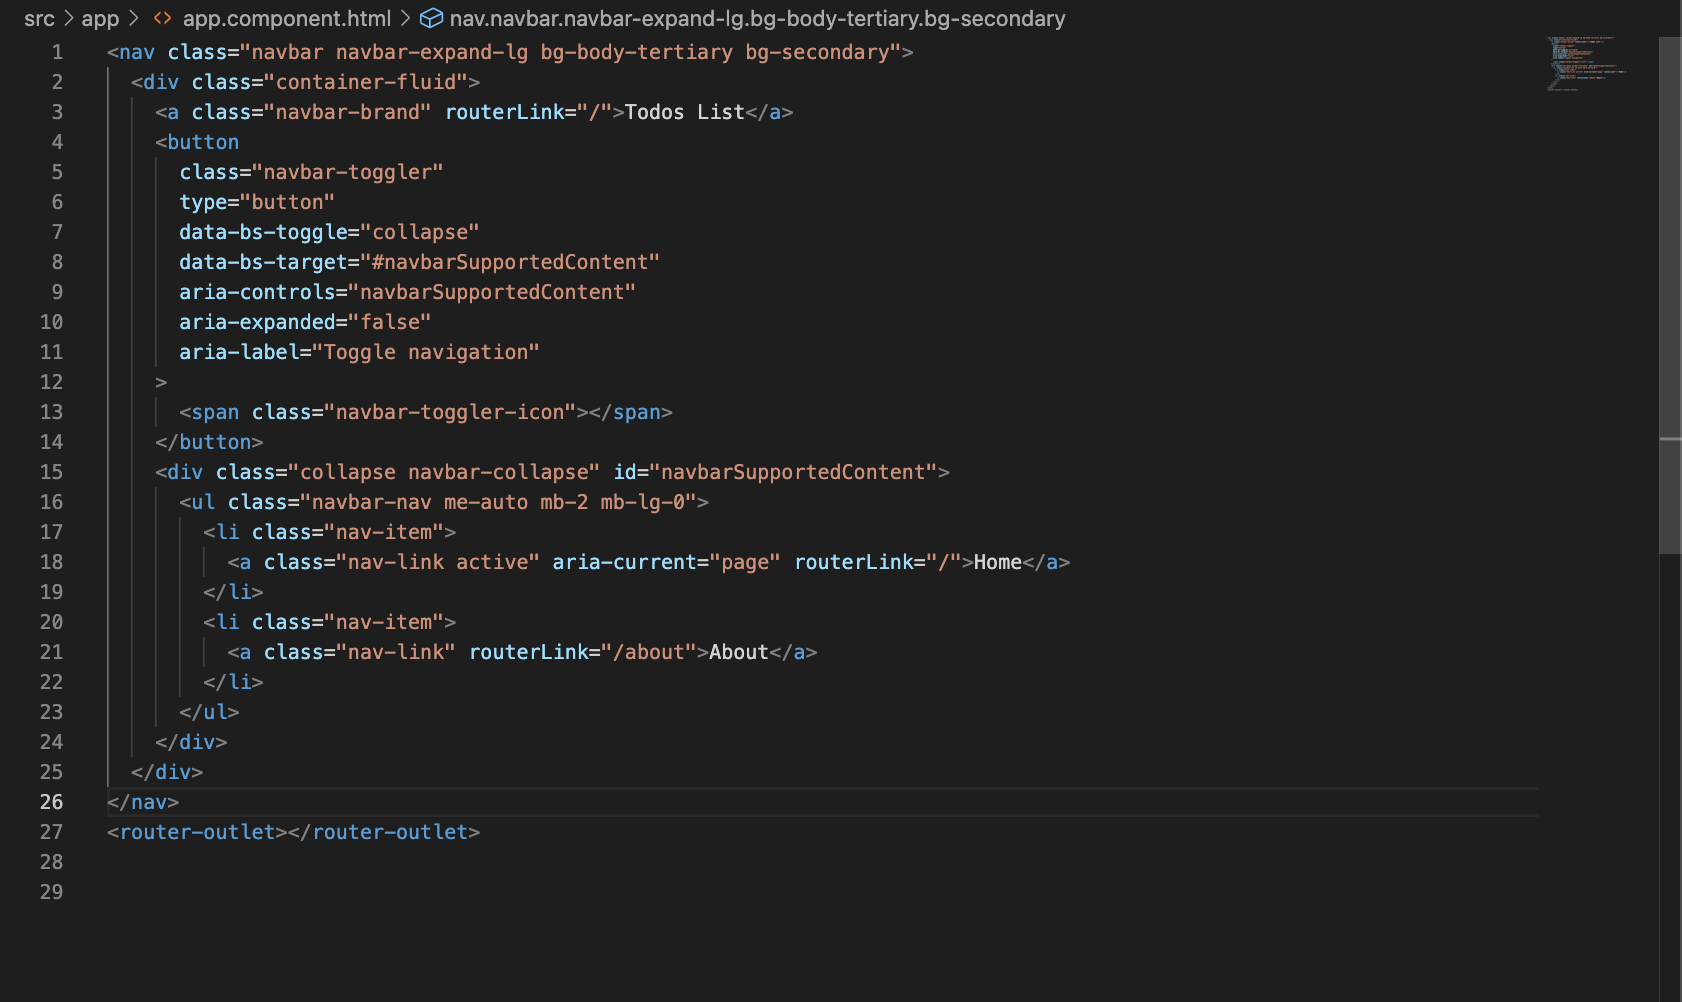 src > app > <> app.component.html > nav.navbar.navbar-expand-lg.bg-body-tertiary.bg-secondary
1 <nav class="navbar navbar-expand-lg bg-body-tertiary bg-secondary">
2 <div class="container-fluid">
3 <a class="navbar-brand" routerLink="/">Todos List</a>
4 <button
5 class="navbar-toggler"
6 type="button"
7 data-bs-toggle="collapse"
8 data-bs-target="#navbarSupportedContent"
9 aria-controls="navbarSupportedContent"
10 aria-expanded="false"
11 aria-label="Toggle navigation"
12 >
13 <span class="navbar-toggler-icon"></span>
14 </button>
15 <div class="collapse navbar-collapse" id="navbarSupportedContent">
16 <ul class="navbar-nav me-auto mb-2 mb-lg-0">
17 <li class="nav-item">
18 <a class="nav-link active" aria-current="page" routerLink="/">Home</a>
19 </li>
20 <li class="nav-item">
21 <a class="nav-link" routerLink="/about">About</a>
22 </li>
23 </ul>
24 </div>
25 </div>
26 </nav>
27 <router-outlet></router-outlet>
28
29